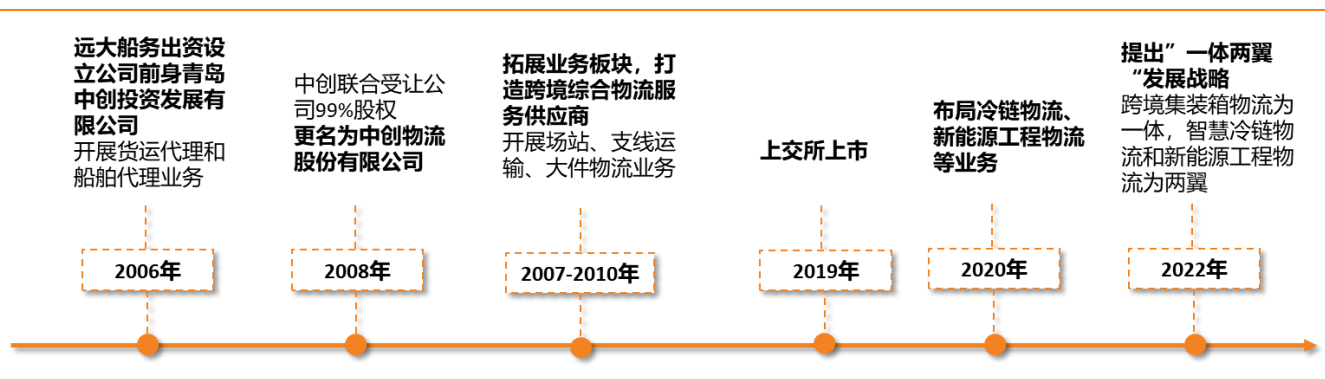 远大船务出资设
立公司前身青岛
中创投资发展有
限公司
开展货运代理和
船舶代理业务
2006年
中创联合受让公
司99%股权
更名为中创物流
股份有限公司
2008年
拓展业务板块，打
造跨境综合物流服
务供应商
开展场站、支线运
输、大件物流业务
2007-2010年
上交所上市
2019年
布局冷链物流、
新能源工程物流
等业务
2020年
提出”一体两翼
“发展战略
跨境集装箱物流为
一体，智慧冷链物
流和新能源工程物
流为两翼
2022年